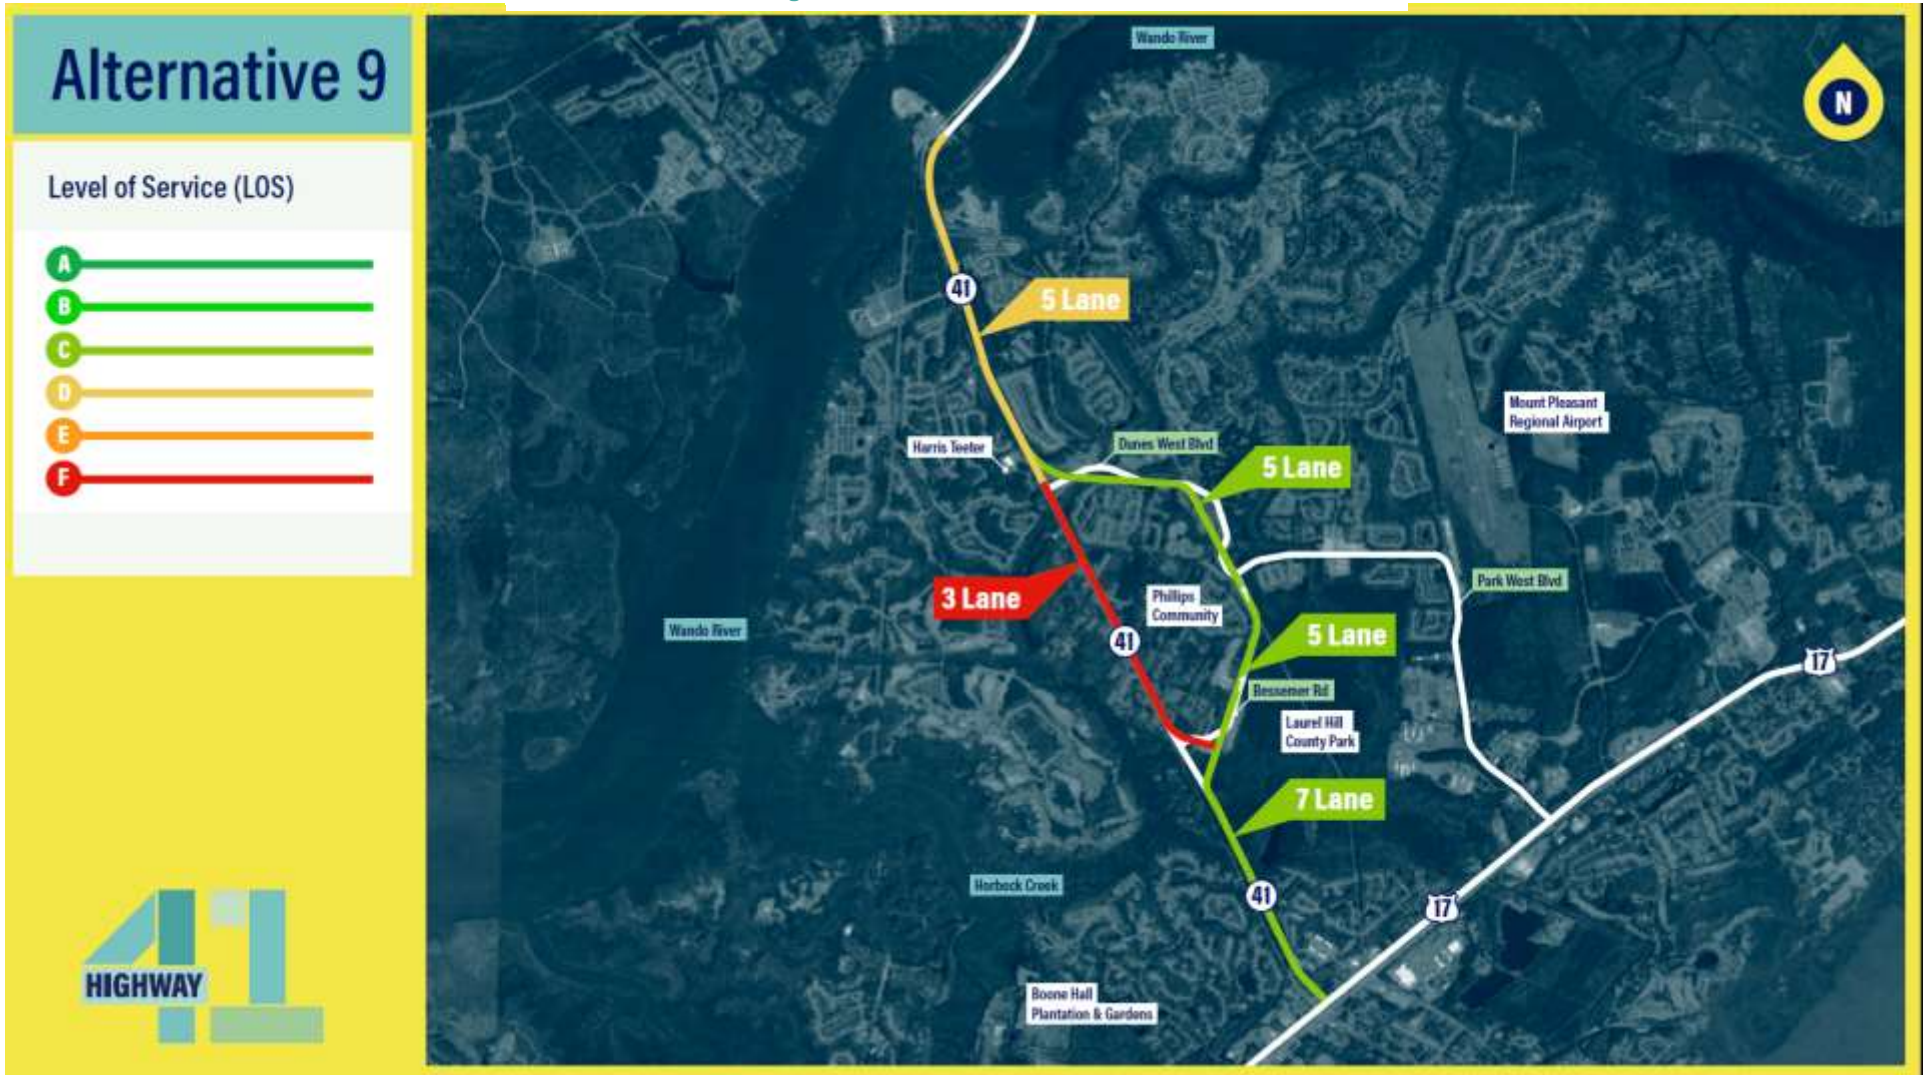 Alternative 9
Level of Service (LOS)
A
B
C
D
E
F
HIGHWAY
41
Wando River
N
41
5 Lane
Mount Pleasant
Regional Airport
Harris Teeter
Dunes West Blvd
5 Lane
3 Lane
Phillips
Community
Park West Blvd
Wando River
41
5 Lane
17
Bessemer Rd
Laurel Hill
County Park
7 Lane
Horbeck Creek
41
17
Boone Hall
Plantation & Gardens